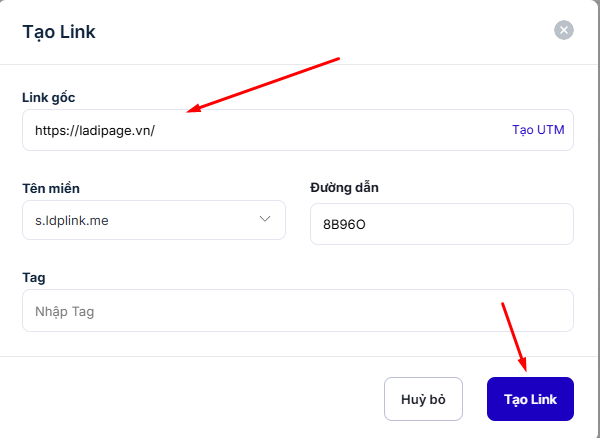 Tạo Link
Link gốc
https://ladipage.vn/ Tạo UTM
Tên miền Đường dẫn
s.ldplink.me 8B96O
Tag
Nhập Tag
Huỷ bỏ Tạo Link